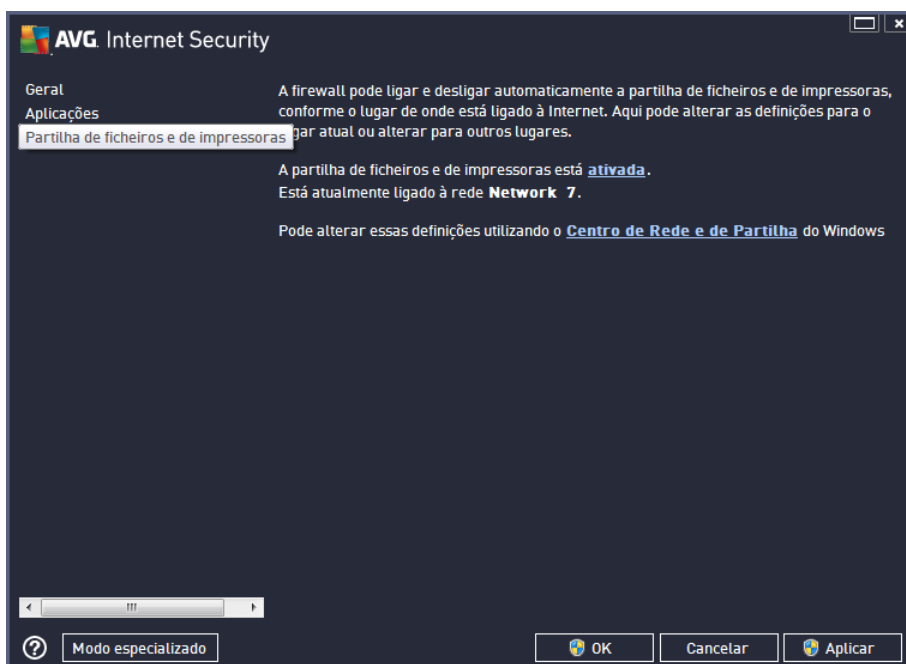 AVG. Internet Security
Geral
Aplicações
Partilha de ficheiros e de impressoras
A firewall pode ligar e desligar automaticamente a partilha de ficheiros e de impressoras,
conforme o lugar de onde está ligado à Internet. Aqui pode alterar as definições para o
gar atual ou alterar para outros lugares.
A partilha de ficheiros e de impressoras está ativada.
Está atualmente ligado à rede Network 7.
Pode alterar essas definições utilizando o Centro de Rede e de Partilha do Windows
? Modo especializado
OK Cancelar Aplicar